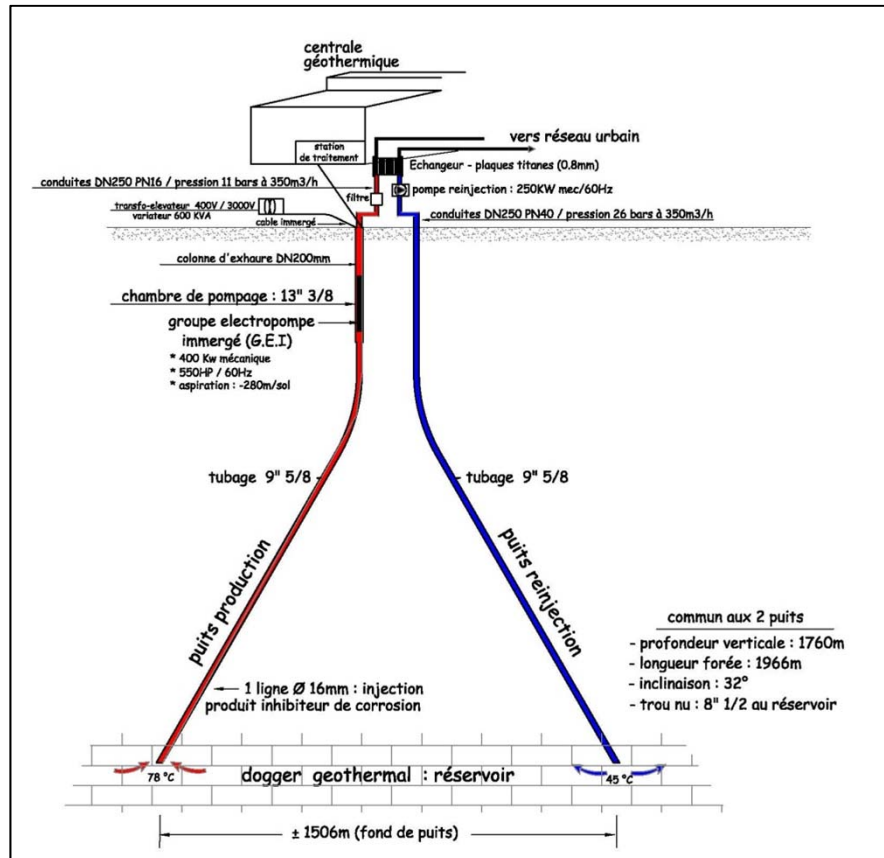 centrale
géothermique
vers réseau urbain
station
de traitement
Echangeur - plaques titanes (0.8mm)
conduites DN250 PN16 / pression 11 bars à 350m3/h
filtre
pompe reinjection : 250KW mec/60Hz
transfo-elevateur 400V / 3000V
variateur 600 KVA
cable immergé
conduites DN250 PN40 / pression 26 bars à 350m3/h
colonne d'exhaure DN200mm
chambre de pompage : 13" 3/8
groupe electropompe
immergé (G.E.I)
* 400 Kw mécanique
* 550HP / 60Hz
* aspiration : -280m/sol
tubage 9" 5/8
tubage 9" 5/8
puits production
puits reinjection
commun aux 2 puits
- profondeur verticale : 1760m
- longueur forée : 1966m
- inclinaison : 32°
- trou nu : 8" 1/2 au réservoir
1 ligne Ø 16mm : injection
produit inhibiteur de corrosion
78 °C
dogger geothermal : réservoir
45 °C
± 1506m (fond de puits)